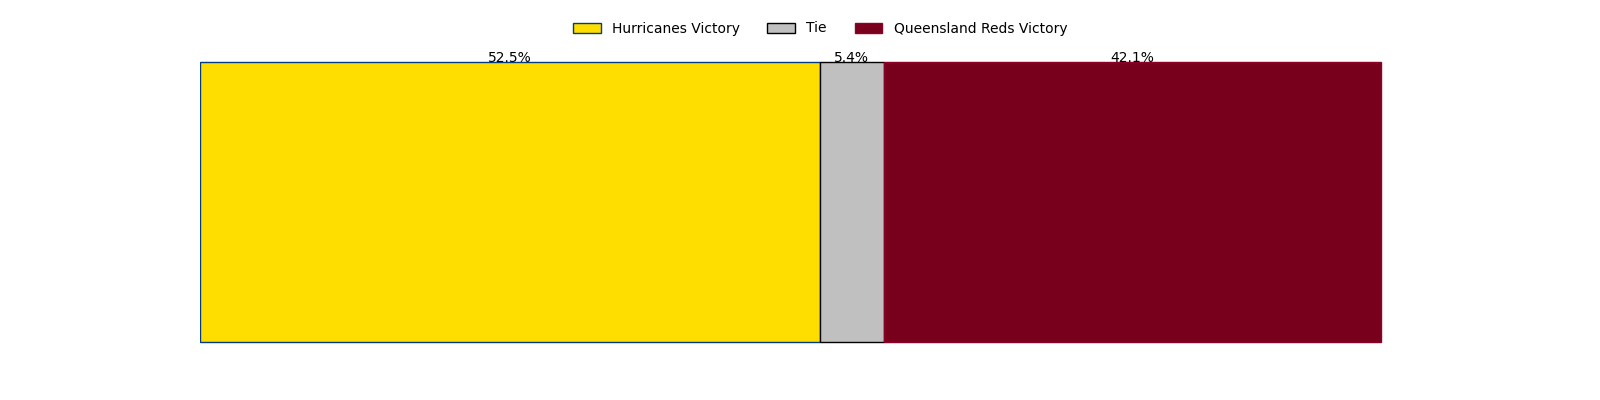 Hurricanes Victory Tie Queensland Reds Victory
52.5% 5.4% 42.1%